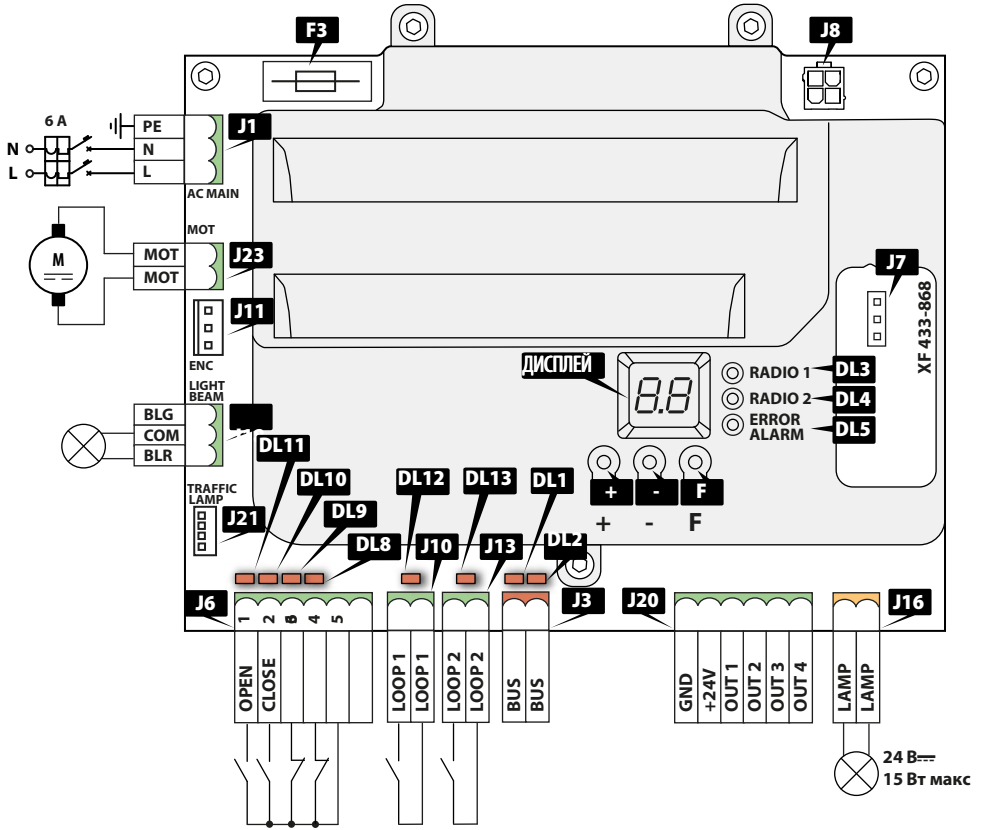 F3
J8
6 A
PE
J1
N
N
L
L
AC MAIN
MOT
MOT
J23
M
MOT
J7
J11
XF 433-868
ENC
ДИСПЛЕЙ
8.8
RADIO 1
DL3
RADIO 2
DL4
ERROR
ALARM
DL5
LIGHT
BEAM
BLG
COM
BLR
DL11
DL10
DL9
DL8
DL12
DL13
DL1
DL2
+
-
F
+
-
F
TRAFFIC
LAMP
J21
J10
J13
J6
J3
J20
J16
1
2
4
5
OPEN
CLOSE
LOOP 1
LOOP 1
LOOP 2
LOOP 2
BUS
BUS
GND
+24V
OUT 1
OUT 2
OUT 3
OUT 4
LAMP
LAMP
24 В
15 Вт макс